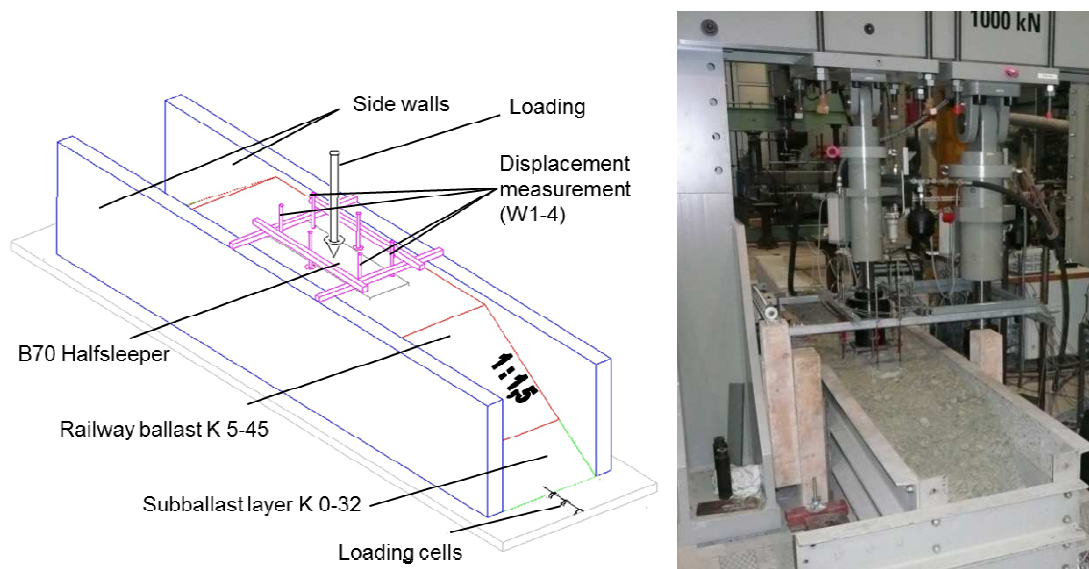 Side walls
Loading
Displacement
measurement
(W1-4)
B70 Halfsleeper
Railway ballast K 5-45
1:1,5
Subballast layer K 0-32
Loading cells
1000 kN